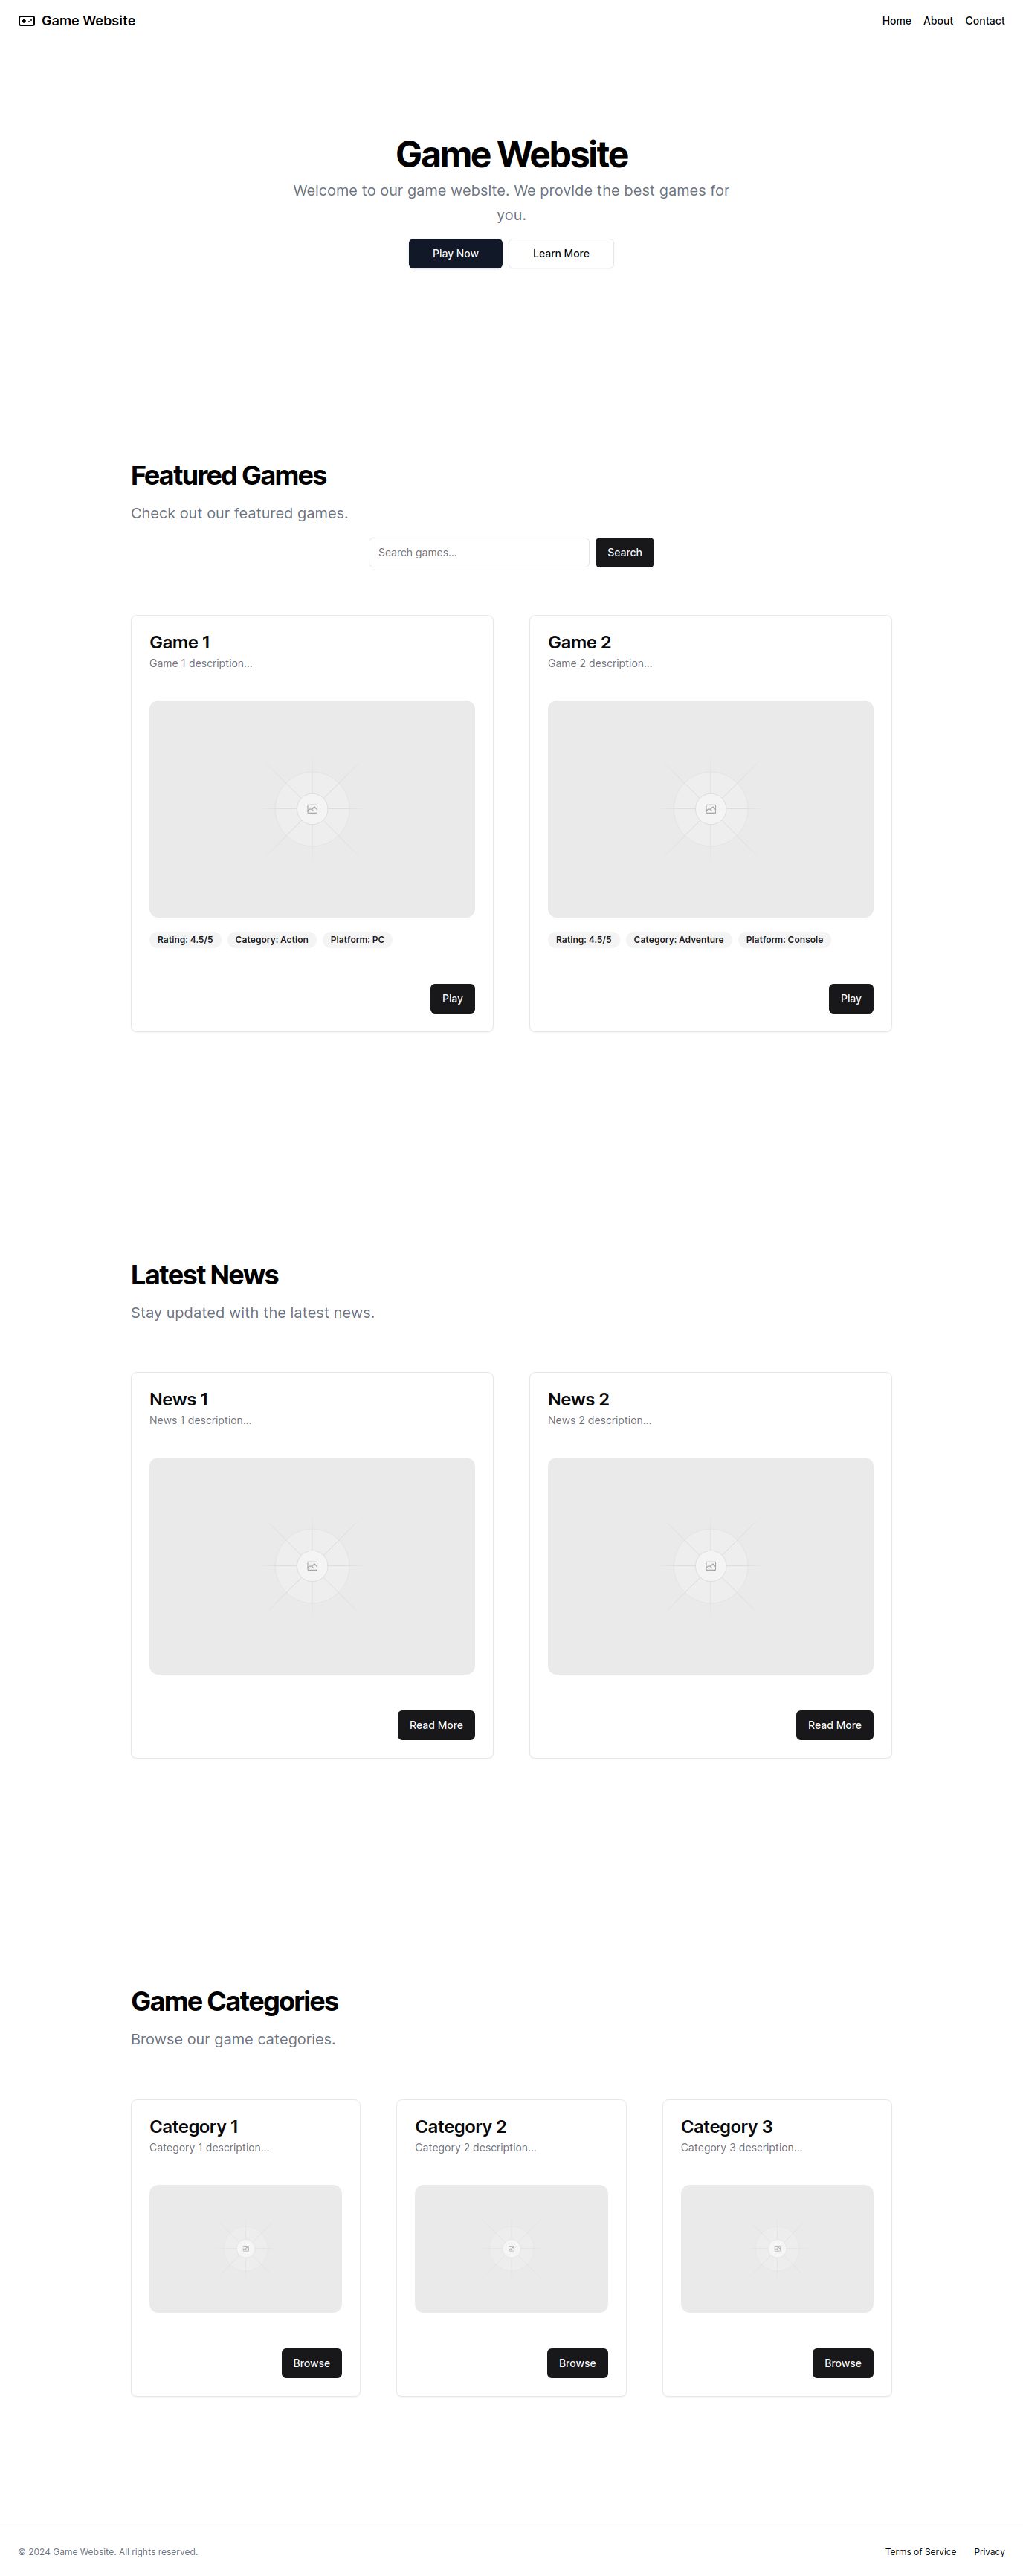 Game Website
Home About Contact
Game Website
Welcome to our game website. We provide the best games for
you.
Play Now Learn More
Featured Games
Check out our featured games.
Search games... Search
Game 1
Game 1 description...
Rating: 4.5/5 Category: Action Platform: PC
Play
Game 2
Game 2 description...
Rating: 4.5/5 Category: Adventure Platform: Console
Play
Latest News
Stay updated with the latest news.
News 1
News 1 description...
Read More
News 2
News 2 description...
Read More
Game Categories
Browse our game categories.
Category 1
Category 1 description...
Browse
Category 2
Category 2 description...
Browse
Category 3
Category 3 description...
Browse
© 2024 Game Website. All rights reserved.
Terms of Service Privacy